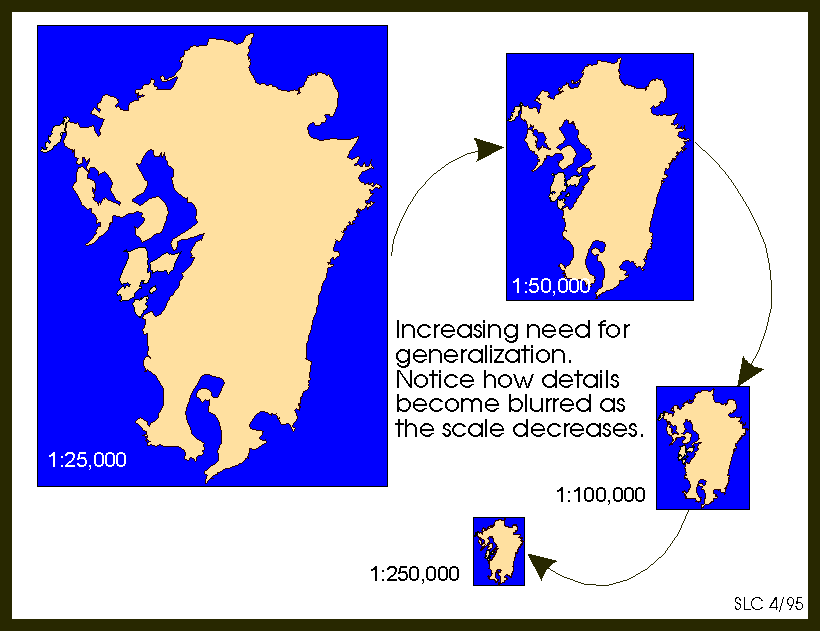 1:25,000
1:50,000
Increasing need for
generalization.
Notice how details
become blurred as
the scale decreases.
1:100,000
1:250,000
SLC 4/95